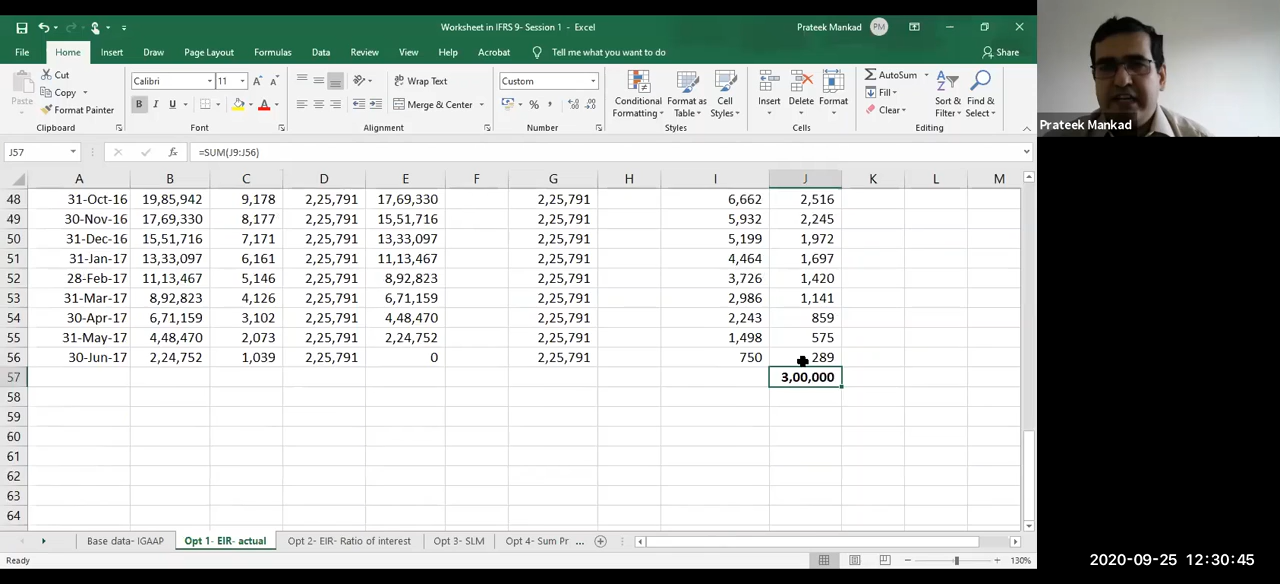 Worksheet in IFRS 9- Session 1 - Excel
Prateek Mankad PM
File Home Insert Draw Page Layout Formulas Data Review View Help Acrobat Tell me what you want to do Share
Paste
Cut
Copy
Format Painter
Clipboard
Calibri 11
B I U
Font
Wrap Text
Merge & Center
Alignment
Custom
Number
Conditional Formatting
Format as Table
Cell Styles
Styles
Insert
Delete
Format
Cells
AutoSum
Fill
Clear
Sort & Filter
Find & Select
Editing
J57 fx =SUM(J9:J56)
A B C D E F G H I J K L M
48 31-Oct-16 19,85,942 9,178 2,25,791 17,69,330 2,25,791 6,662 2,516
49 30-Nov-16 17,69,330 8,177 2,25,791 15,51,716 2,25,791 5,932 2,245
50 31-Dec-16 15,51,716 7,171 2,25,791 13,33,097 2,25,791 5,199 1,972
51 31-Jan-17 13,33,097 6,161 2,25,791 11,13,467 2,25,791 4,464 1,697
52 28-Feb-17 11,13,467 5,146 2,25,791 8,92,823 2,25,791 3,726 1,420
53 31-Mar-17 8,92,823 4,126 2,25,791 6,71,159 2,25,791 2,986 1,141
54 30-Apr-17 6,71,159 3,102 2,25,791 4,48,470 2,25,791 2,243 859
55 31-May-17 4,48,470 2,073 2,25,791 2,24,752 2,25,791 1,498 575
56 30-Jun-17 2,24,752 1,039 2,25,791 0 2,25,791 750 289
57 3,00,000
58
59
60
61
62
63
64
Base data- IGAAP Opt 1- EIR- actual Opt 2- EIR- Ratio of interest Opt 3- SLM Opt 4- Sum Pr ...
Ready 130%
Prateek Mankad
2020-09-25 12:30:45